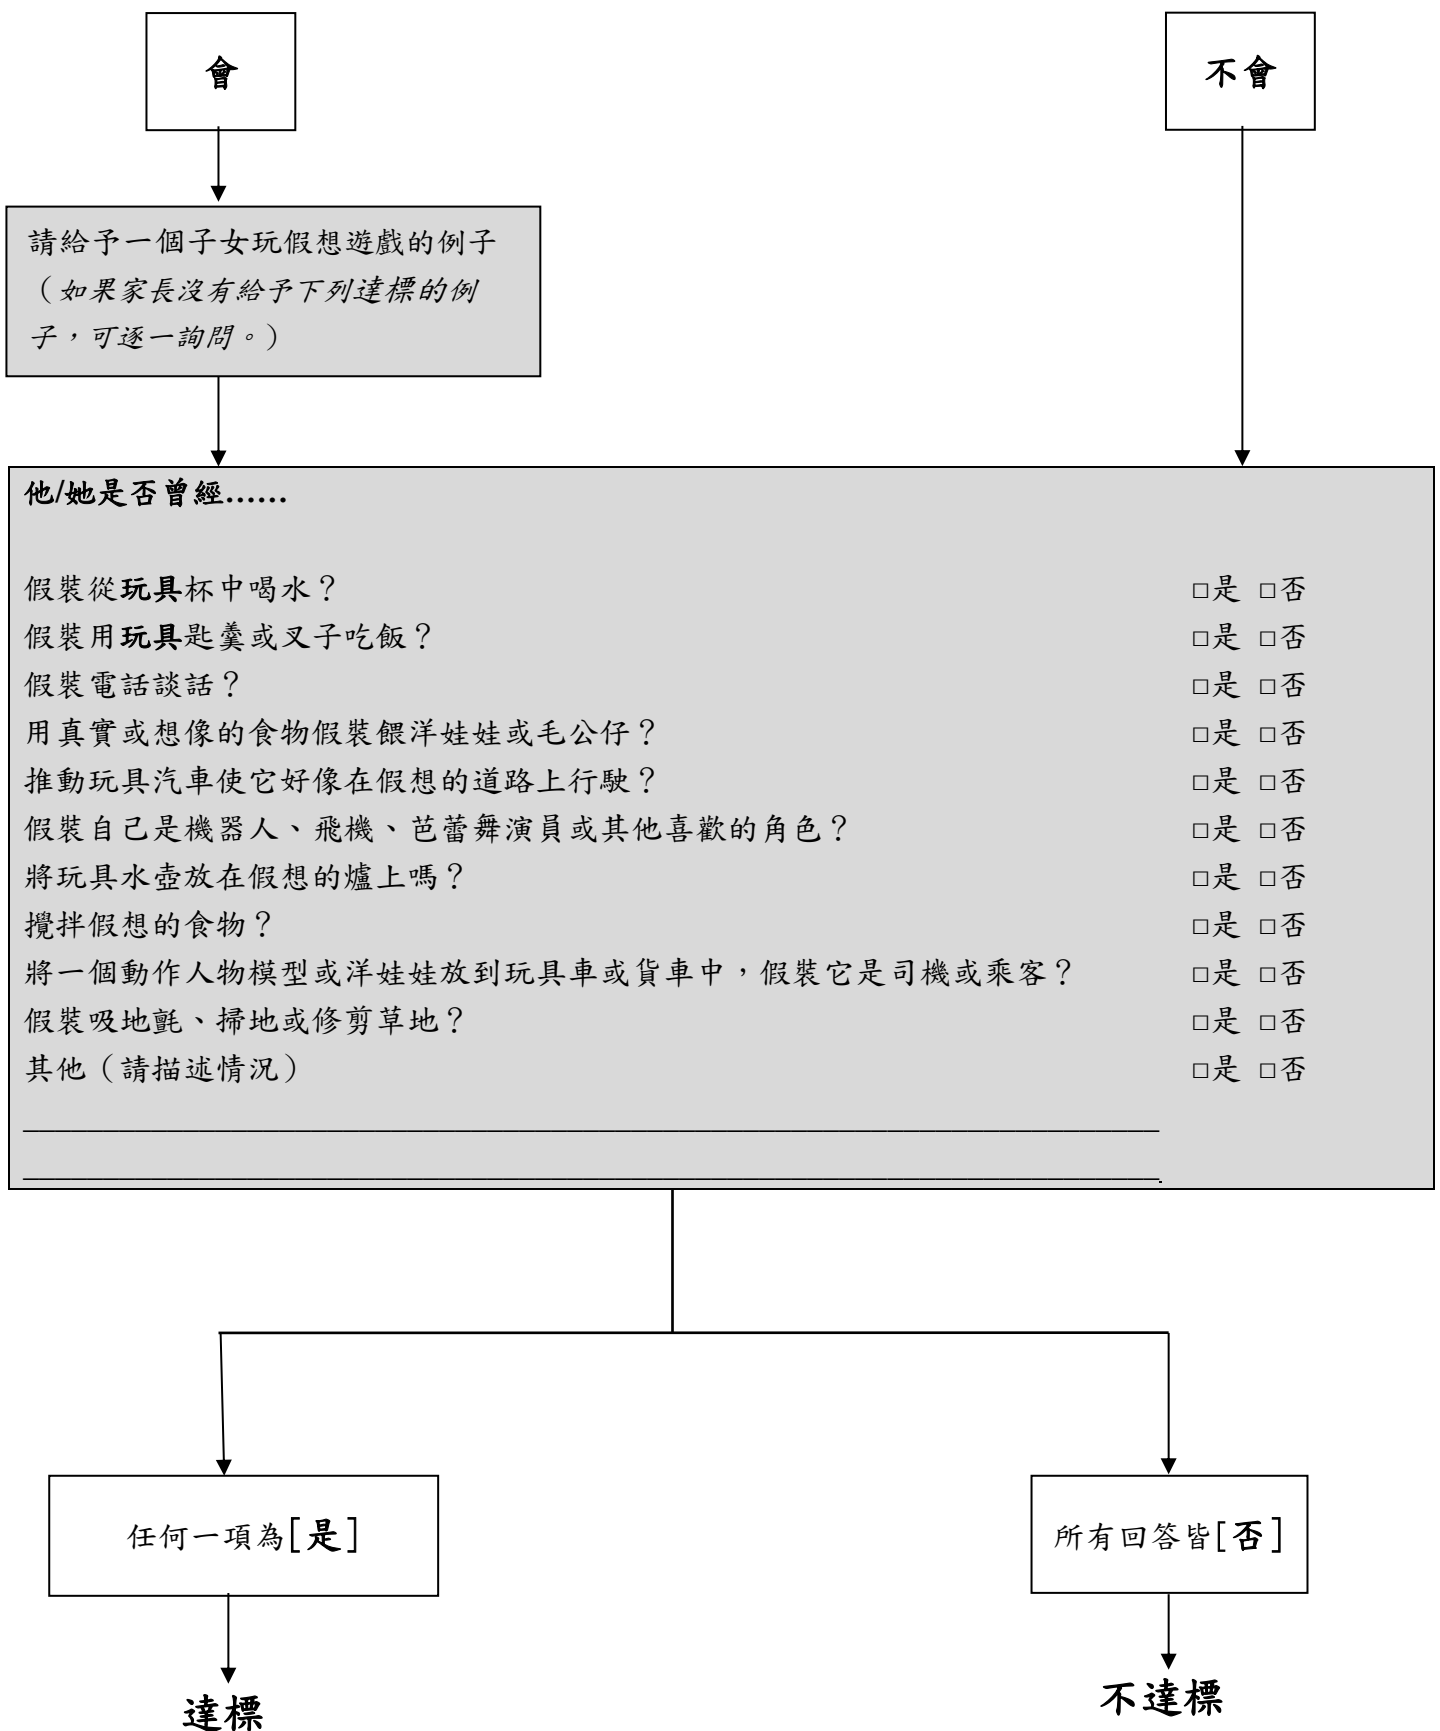 會
不會
請給予一個子女玩假想遊戲的例子
（如果家長沒有給予下列達標的例
子，可逐一詢問。）
他/她是否曾經......
假裝從玩具杯中喝水？ □是 □否
假裝用玩具匙羹或叉子吃飯？ □是 □否
假裝電話談話？ □是 □否
用真實或想像的食物假裝餵洋娃娃或毛公仔？ □是 □否
推動玩具汽車使它好像在假想的道路上行駛？ □是 □否
假裝自己是機器人、飛機、芭蕾舞演員或其他喜歡的角色？ □是 □否
將玩具水壺放在假想的爐上嗎？ □是 □否
攪拌假想的食物？ □是 □否
將一個動作人物模型或洋娃娃放到玩具車或貨車中，假裝它是司機或乘客？ □是 □否
假裝吸地氈、掃地或修剪草地？ □是 □否
其他（請描述情況） □是 □否
任何一項為[是]
所有回答皆[否]
達標
不達標